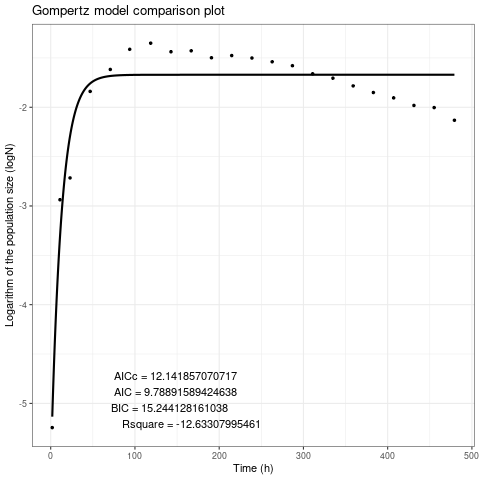 Gompertz model comparison plot
Logarithm of the population size (logN)
-2
-3
-4
-5
AICc = 12.141857070717
AIC = 9.78891589424638
BIC = 15.244128161038
Rsquare = -12.63307995461
0
100
200
300
400
500
Time (h)